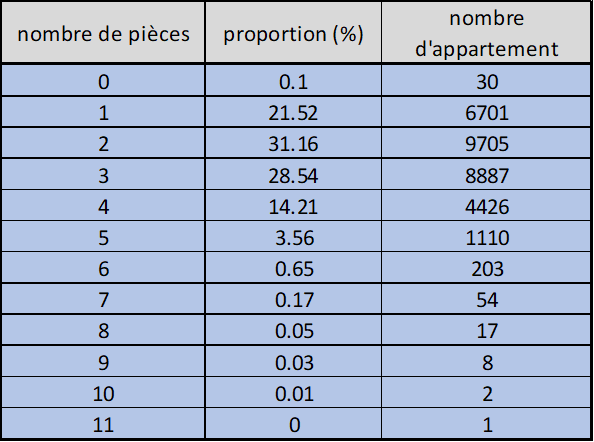 nombre de pièces proportion (%) nombre d'appartement
0 0.1 30
1 21.52 6701
2 31.16 9705
3 28.54 8887
4 14.21 4426
5 3.56 1110
6 0.65 203
7 0.17 54
8 0.05 17
9 0.03 8
10 0.01 2
11 0 1